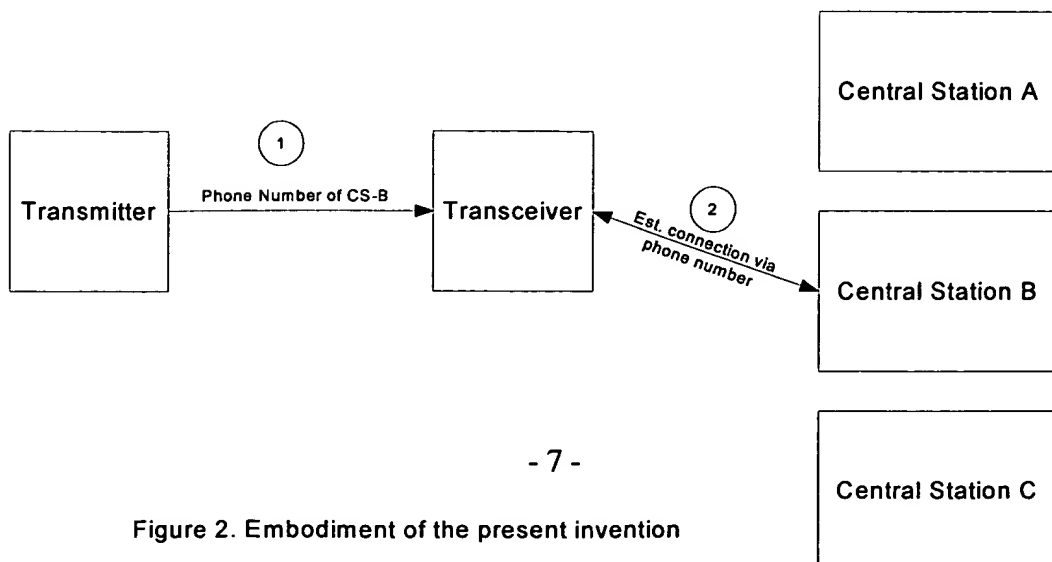 Central Station A
1
Phone Number of CS-B
Transmitter
Transceiver
2
Est. connection via
phone number
Central Station B
- 7 -
Central Station C
Figure 2. Embodiment of the present invention